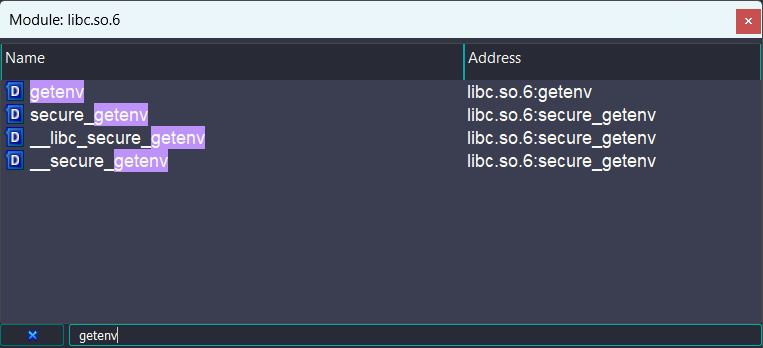 Module: libc.so.6
Name Address
D getenv libc.so.6:getenv
D secure_getenv libc.so.6:secure_getenv
D __libc_secure_getenv libc.so.6:secure_getenv
D __secure_getenv libc.so.6:secure_getenv
getenv